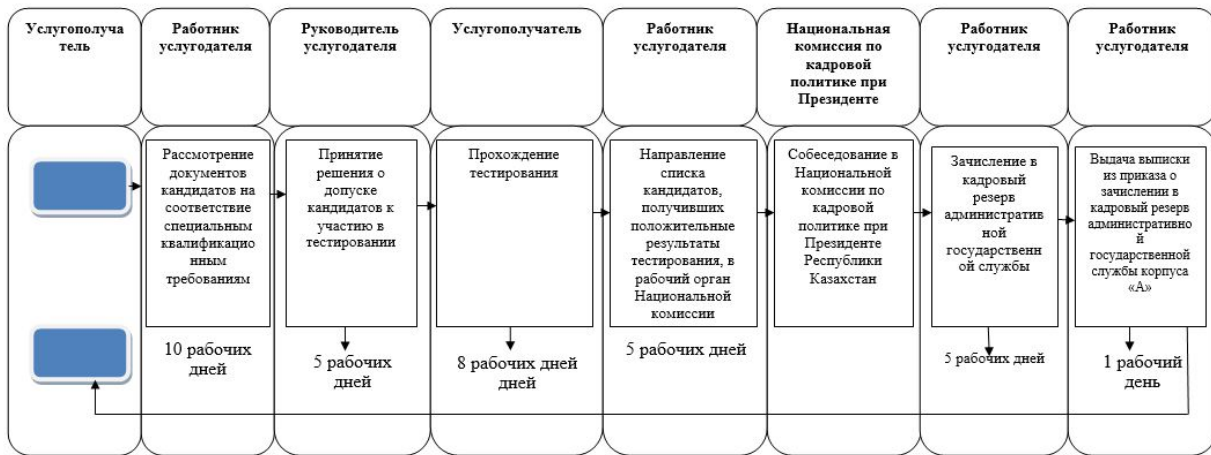 Услугополуча
тель
Работник
услугодателя
Руководитель
услугодателя
Услугополучатель
Работник
услугодателя
Национальная
комиссия по
кадровой
политике при
Президенте
Работник
услугодателя
Работник
услугодателя
Рассмотрение
документов
кандидатов на
соответствие
специальным
квалификацио
нным
требованиям
10 рабочих
дней
Принятие
решения о
допуске
кандидатов к
участию в
тестировании
5 рабочих
дней
Прохождение
тестирования
8 рабочих дней
дней
Направление
списка
кандидатов,
получивших
положительные
результаты
тестирования, в
рабочий орган
Национальной
комиссии
5 рабочих дней
Собеседование в
Национальной
комиссии по
кадровой
политике при
Президенте
Республики
Казахстан
Зачисление в
кадровый
резерв
административ
ной
государственн
ой службы
5 рабочих дней
Выдача выписки
из приказа о
зачислении в
кадровый резерв
административно
й
государственной
службы корпуса
«А»
1 рабочий
день